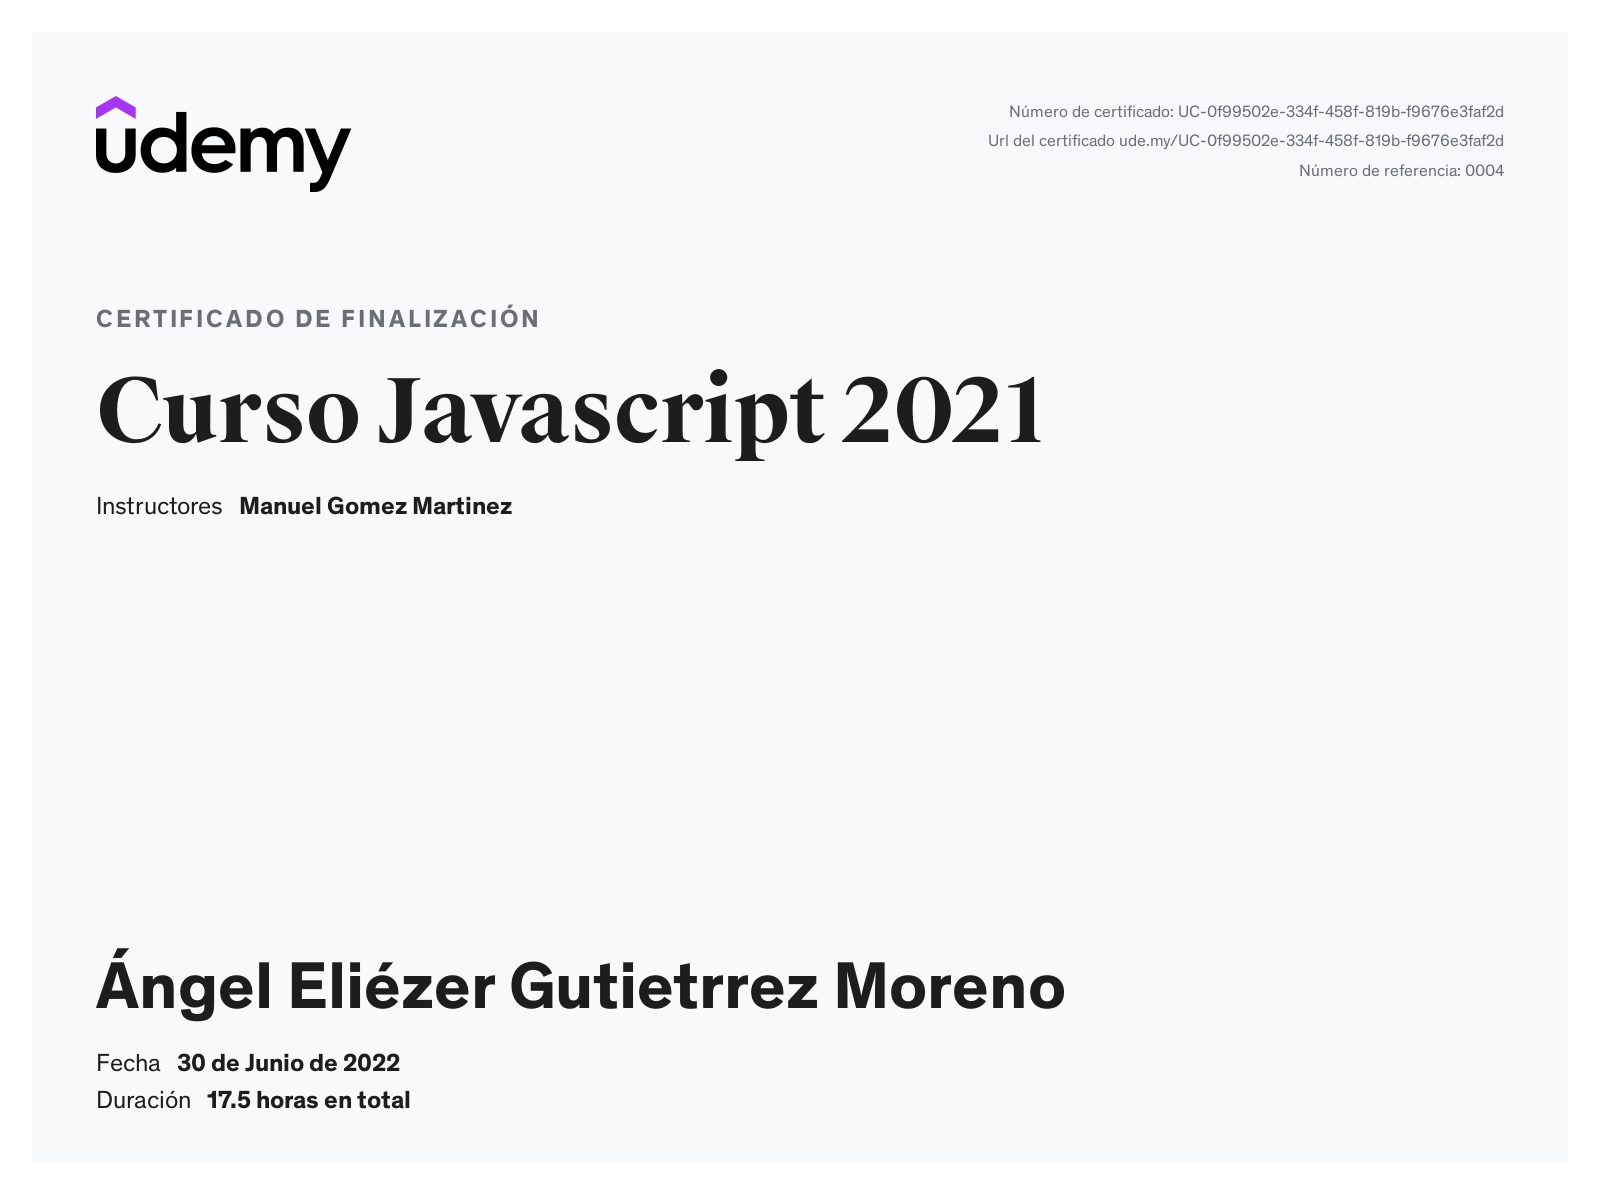 udemy
Número de certificado: UC-0f99502e-334f-458f-819b-f9676e3faf2d
Url del certificado ude.my/UC-0f99502e-334f-458f-819b-f9676e3faf2d
Número de referencia: 0004
CERTIFICADO DE FINALIZACIÓN
Curso Javascript 2021
Instructores Manuel Gomez Martinez
Ángel Eliézer Gutietrrez Moreno
Fecha 30 de Junio de 2022
Duración 17.5 horas en total